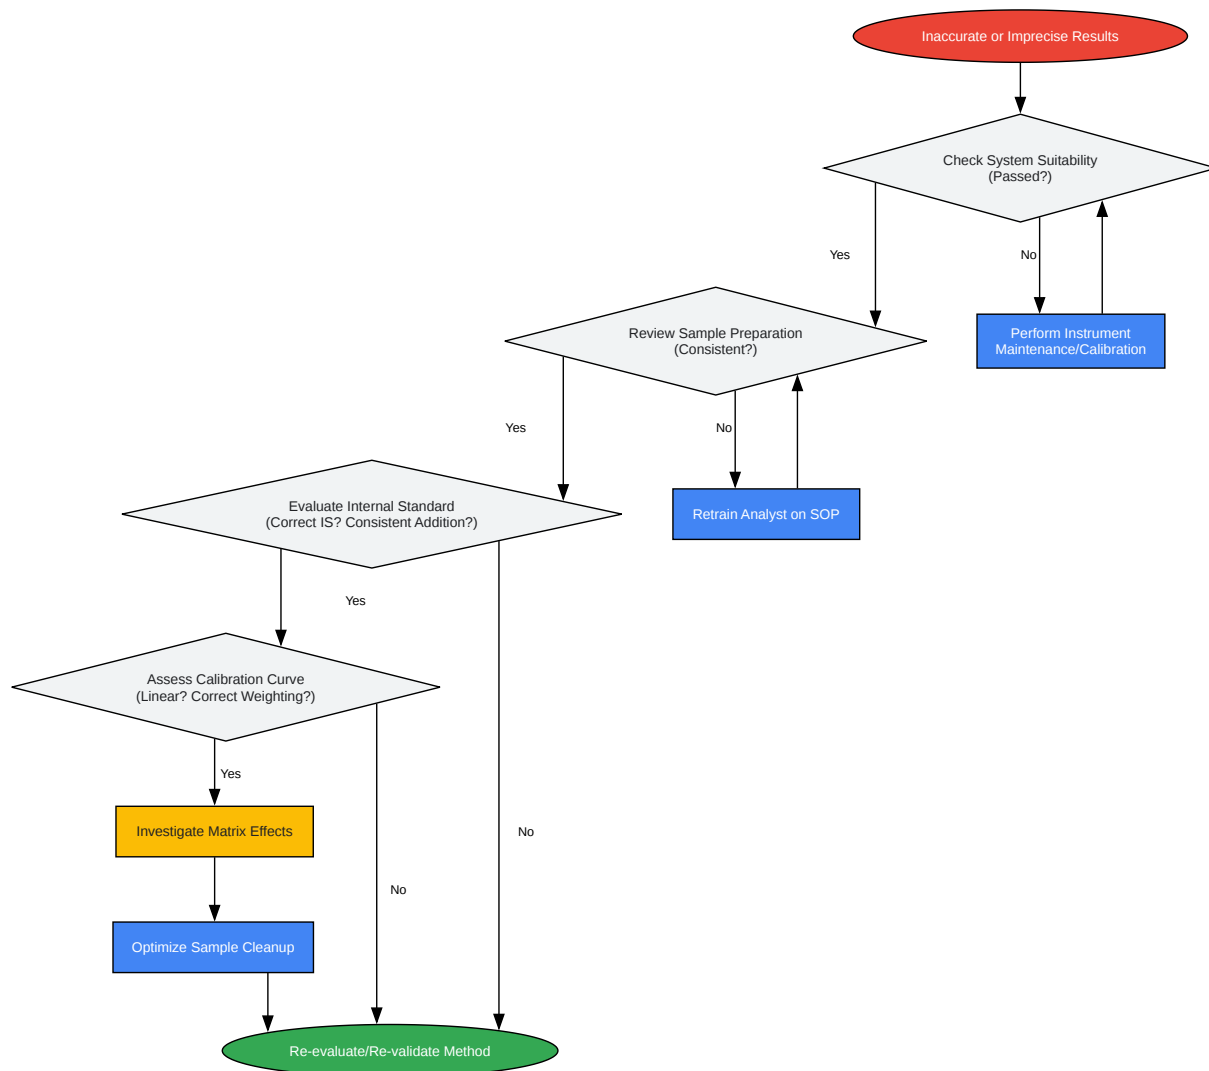 Inaccurate or Imprecise Results
Check System Suitability
(Passed?)
Yes
No
Review Sample Preparation
(Consistent?)
Perform Instrument
Maintenance/Calibration
Yes
No
Evaluate Internal Standard
(Correct IS? Consistent Addition?)
Retrain Analyst on SOP
Yes
Assess Calibration Curve
(Linear? Correct Weighting?)
Yes
Investigate Matrix Effects
No
No
Optimize Sample Cleanup
Re-evaluate/Re-validate Method